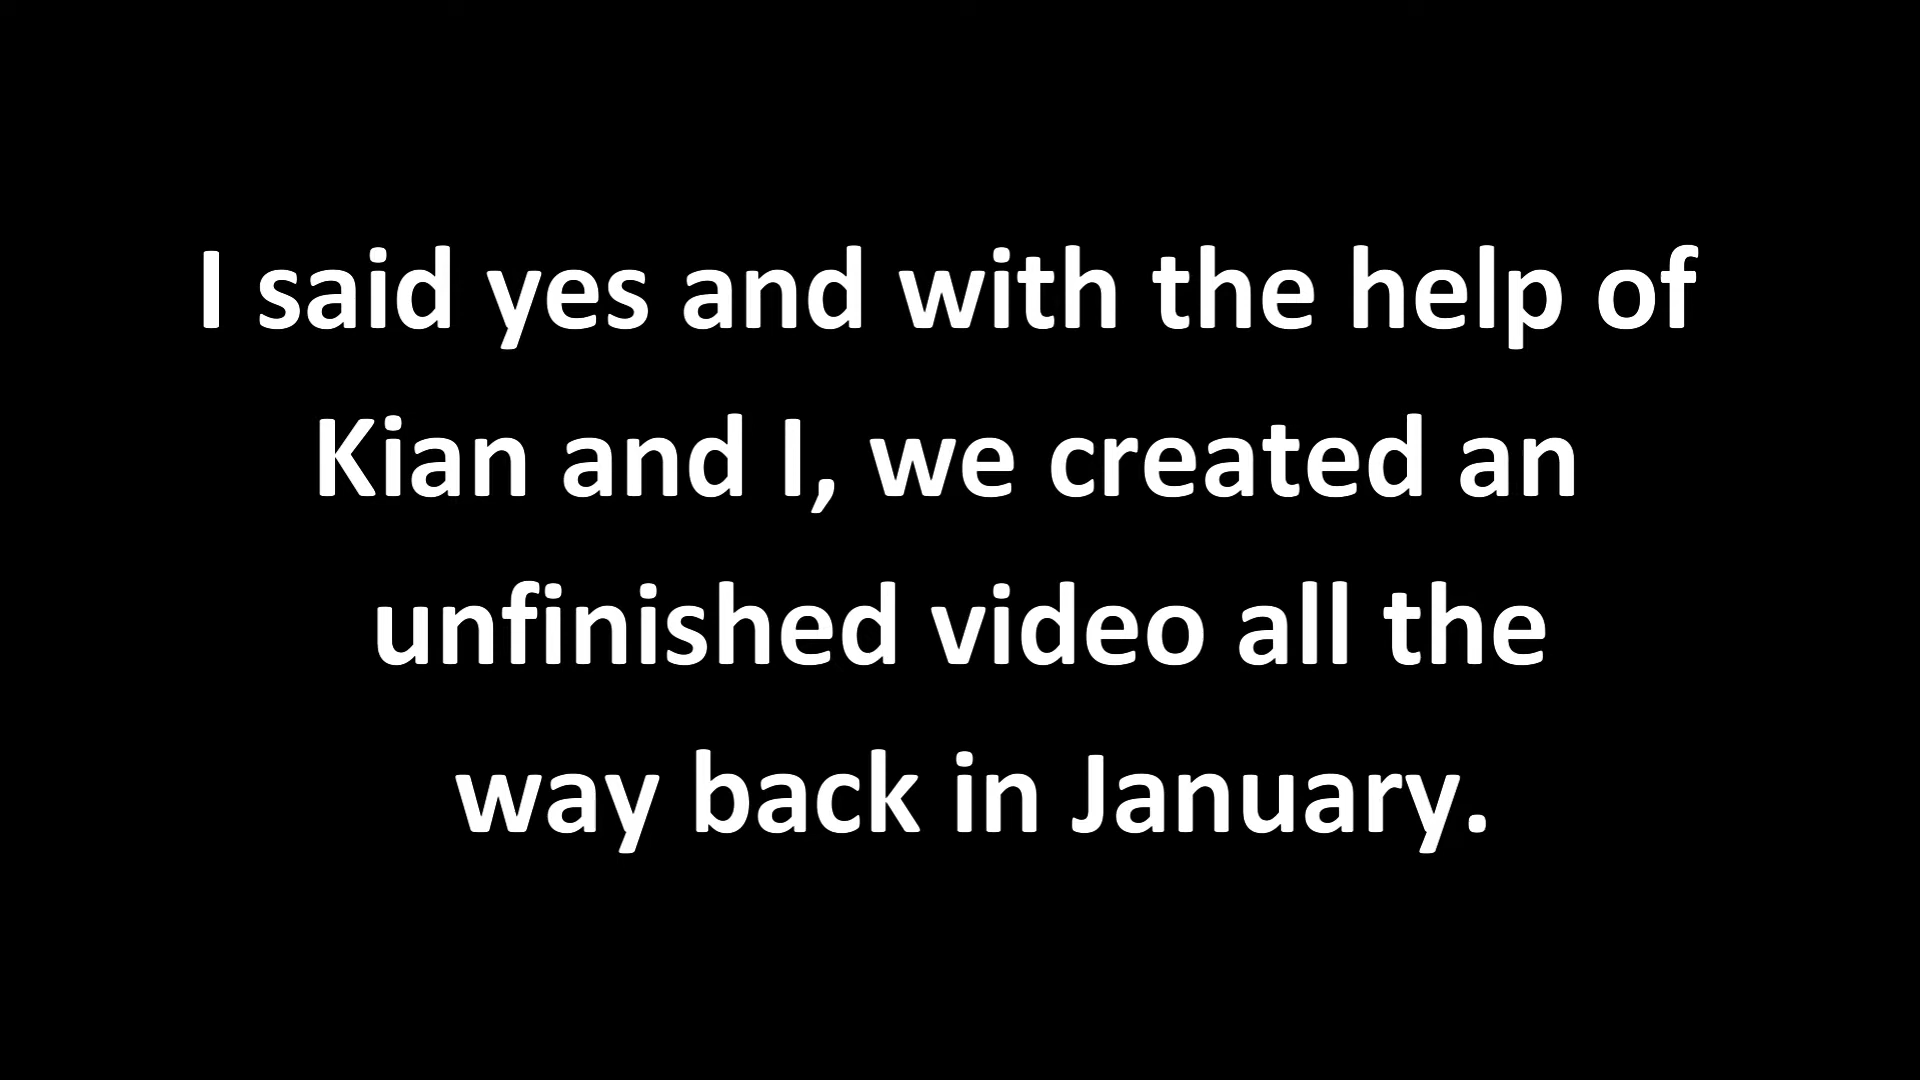 I said yes and with the help of
Kian and I, we created an
unfinished video all the
way back in January.